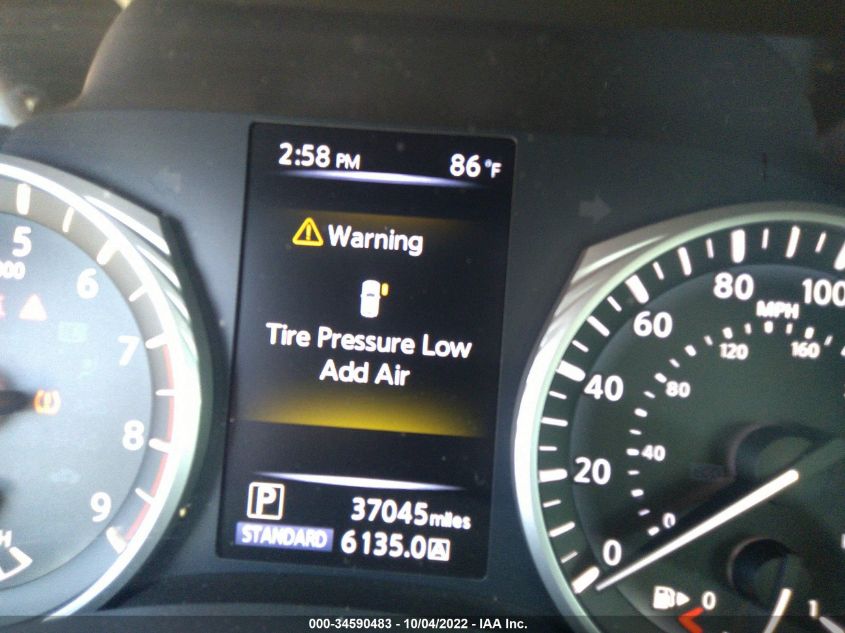 2:58 PM 86°F
Warning
Tire Pressure Low
Add Air
P 37045 miles
STANDARD 6135.0 A
5
6
7
8
9
0
20
40
60
80
100
MPH
0
40
80
120
160
0
1
000-34590483 - 10/04/2022 - IAA Inc.